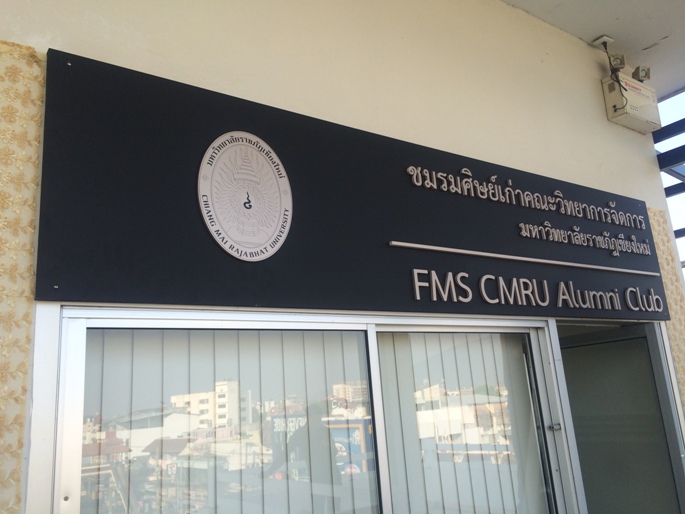 มหาวิทยาลัยราชภัฏเชียงใหม่
CHIANG MAI RAJABHAT UNIVERSITY
ชมรมศิษย์เก่าคณะวิทยาการจัดการ
มหาวิทยาลัยราชภัฏเชียงใหม่
FMS CMRU Alumni Club